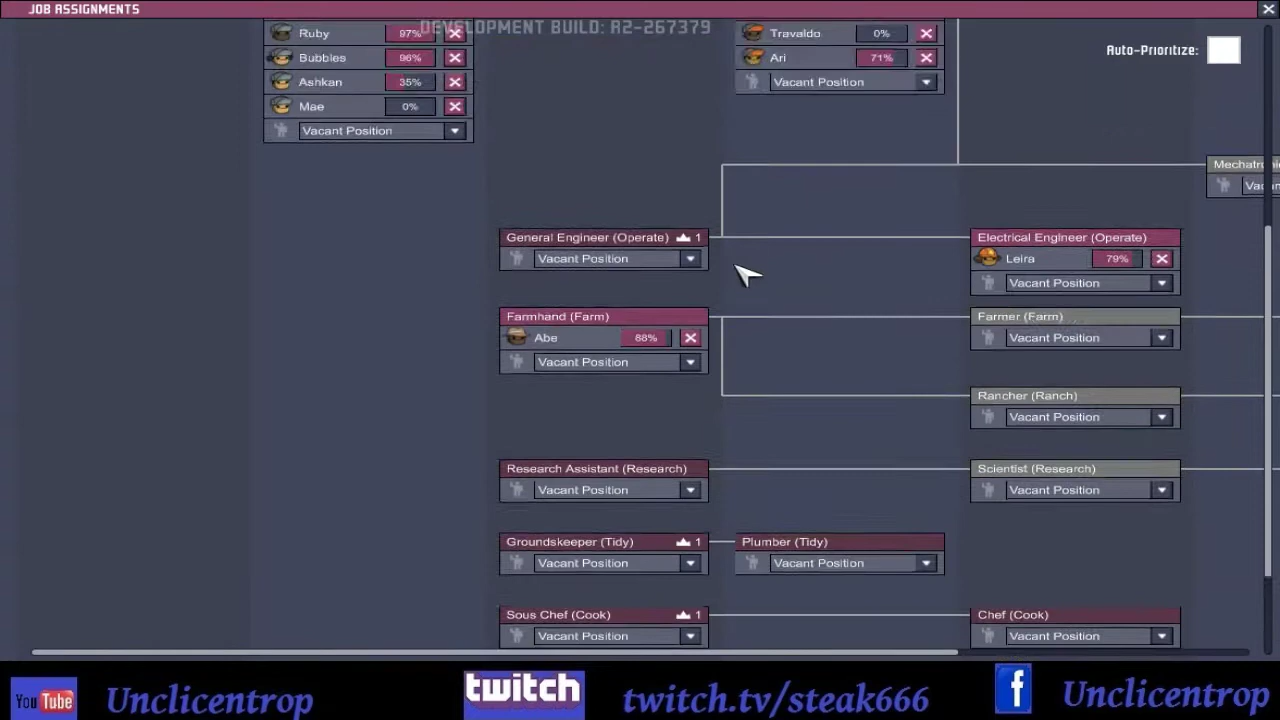 JOB ASSIGNMENTS
DEVELOPMENT BUILD: R2-267379
Auto-Prioritize:
Ruby 97%
Bubbles 96%
Ashkan 35%
Mae 0%
Vacant Position
Travaldo 0%
Ari 71%
Vacant Position
General Engineer (Operate) 1
Vacant Position
Farmhand (Farm)
Abe 88%
Vacant Position
Research Assistant (Research)
Vacant Position
Groundskeeper (Tidy) 1
Vacant Position
Plumber (Tidy)
Vacant Position
Sous Chef (Cook) 1
Vacant Position
Electrical Engineer (Operate)
Leira 79%
Vacant Position
Farmer (Farm)
Vacant Position
Rancher (Ranch)
Vacant Position
Scientist (Research)
Vacant Position
Chef (Cook)
Vacant Position
YouTube Unclicentrop
twitch twitch.tv/steak666
f Unclicentrop